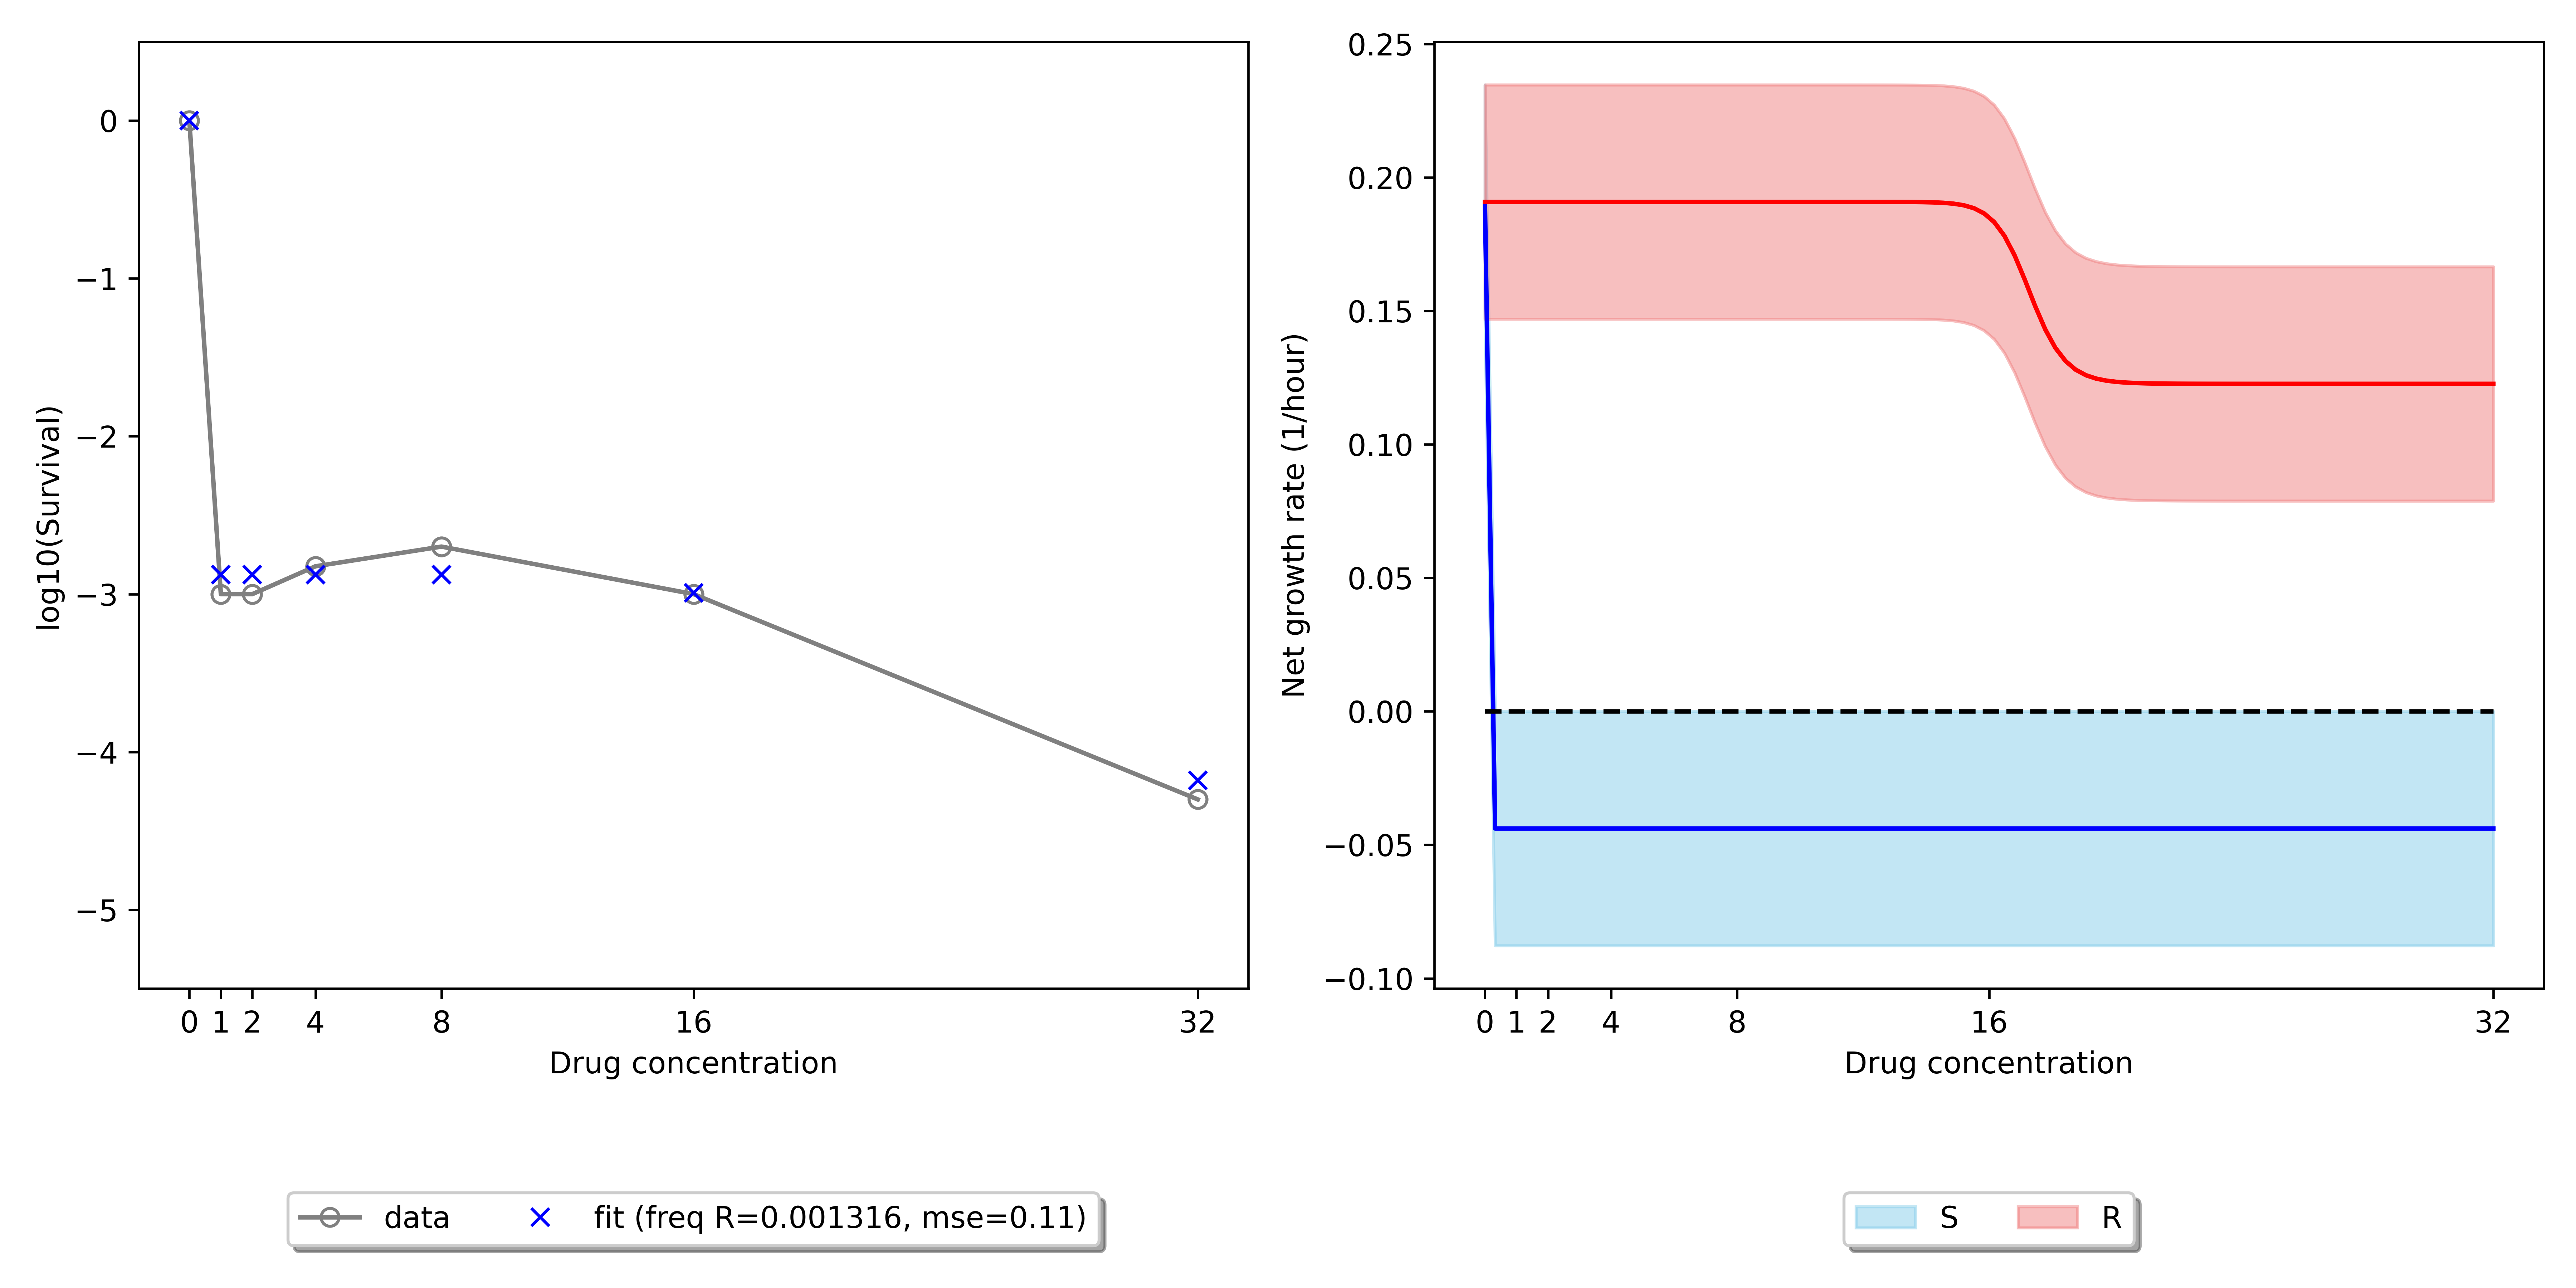 0
−1
−2
−3
−4
−5
log10(Survival)
0 1 2 4 8 16 32
Drug concentration
data fit (freq R=0.001316, mse=0.11)
0.25
0.20
0.15
0.10
0.05
0.00
−0.05
−0.10
Net growth rate (1/hour)
0 1 2 4 8 16 32
Drug concentration
S R